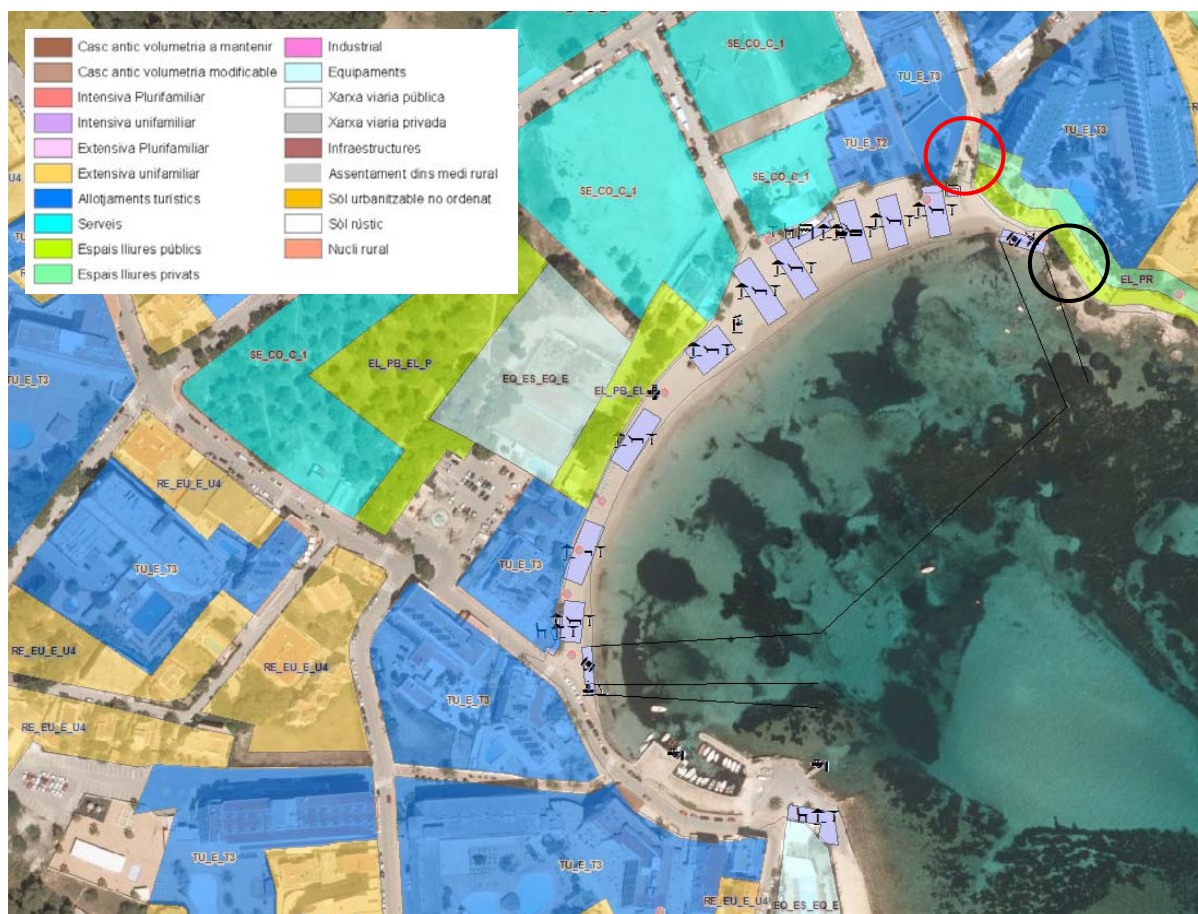 Casc antic volumetria a mantenir
Casc antic volumetria modificable
Intensiva Plurifamiliar
Intensiva unifamiliar
Extensiva Plurifamiliar
Extensiva unifamiliar
Allotjaments turístics
Serveis
Espais lliures públics
Espais lliures privats
Industrial
Equipaments
Xarxa viaria pública
Xarxa viaria privada
Infraestructures
Assentament dins medi rural
Sòl urbanitzable no ordenat
Sòl rústic
Nucli rural
SE_CO_C_1
TU_E_T3
TU_E_T2
TU_E_T3
SE_CO_C_1
SE_CO_C_1
U4
EL_PR
SE_CO_C_1
EL_PB_EL_P
EQ_ES_EQ_E
EL_PB_EL_P
TU_E_T3
RE_EU_E_U4
TU_E_T3
TU_E_T3
RE_EU_E_U4
RE_EU_E_U4
TU_E_T3
RE_EU_E_U4
TU_E_T3
TU_E_T3
RE_EU_E_U4
EQ_ES_EQ_E